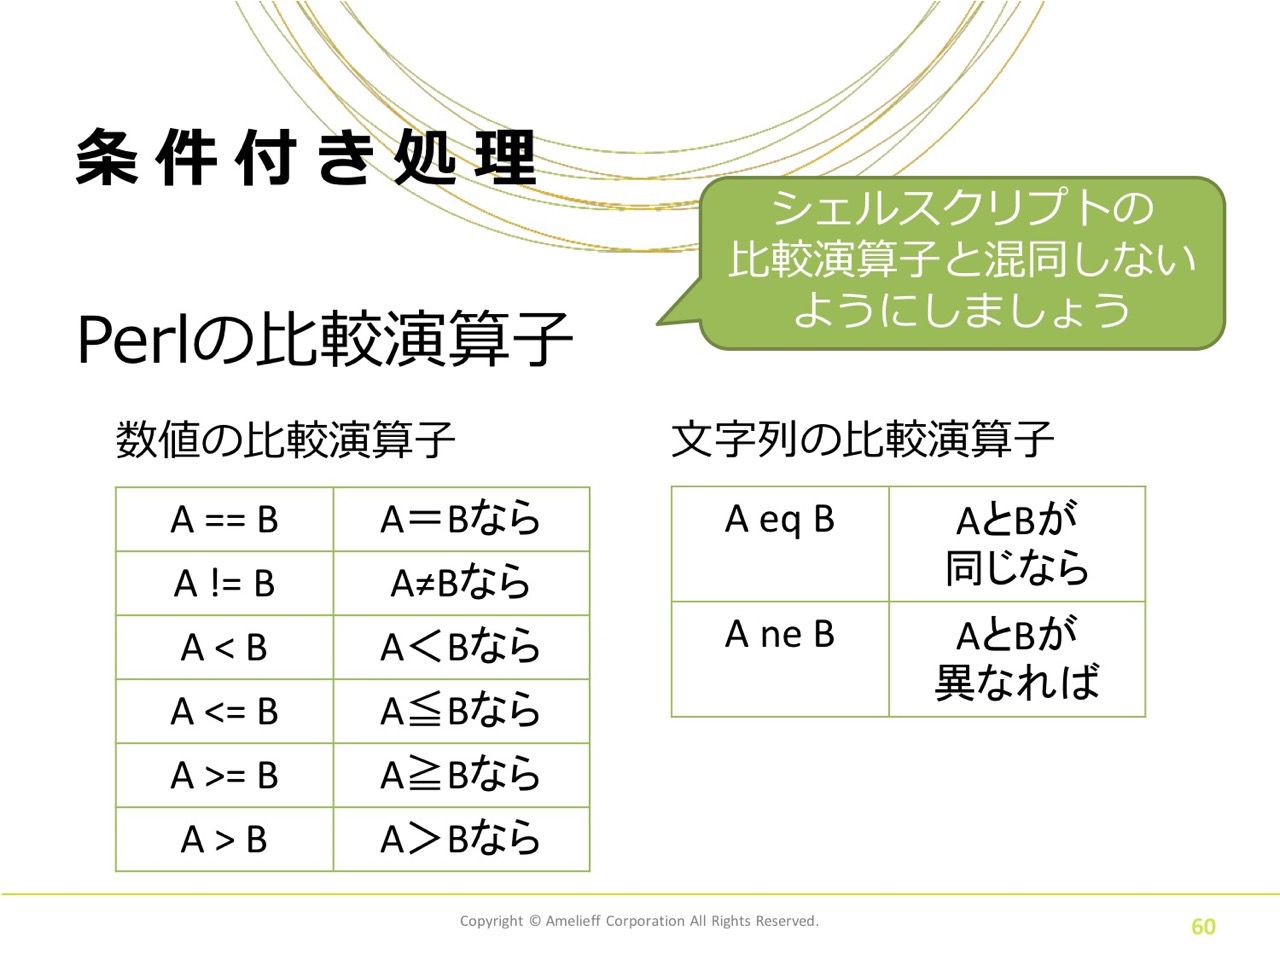 条件付き処理
シェルスクリプトの
比較演算子と混同しない
ようにしましょう
Perlの比較演算子
数値の比較演算子
A == B A＝Bなら
A != B A≠Bなら
A < B A＜Bなら
A <= B A≦Bなら
A >= B A≧Bなら
A > B A＞Bなら
文字列の比較演算子
A eq B AとBが
同じなら
A ne B AとBが
異なれば
Copyright © Amelieff Corporation All Rights Reserved.
60